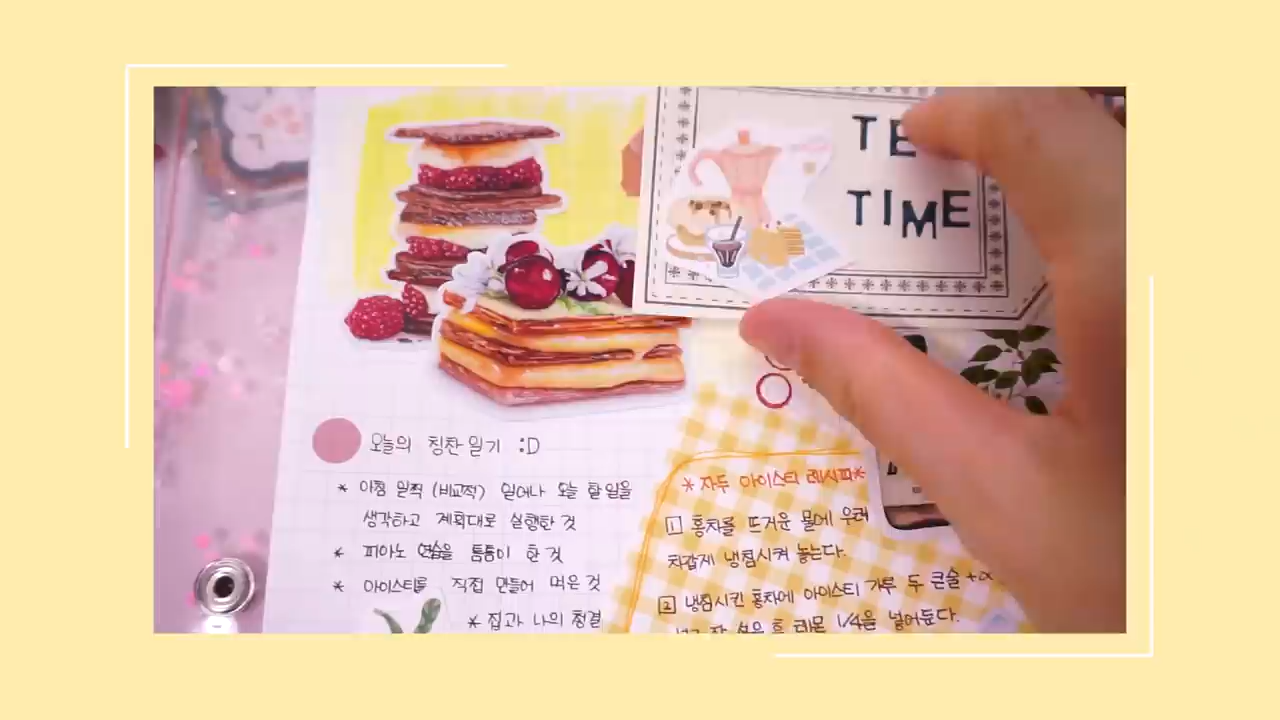 TE
TIME
오늘의 칭찬일기 :D
* 아침 일찍 (비교적) 일어나 오늘 할일을
생각하고 계획대로 실행한 것
* 피아노 연습을 틈틈이 한 것
* 아이스티를 직접 만들어 먹은 것
* 집과 나의 청결
*자두 아이스티 레시피*
1 홍차를 뜨거운 물에 우려
차갑게 냉침시켜 놓는다.
2 냉침시킨 홍차에 아이스티 가루 두 큰술 +α
섞은 후 레몬 1/4을 넣어둔다.